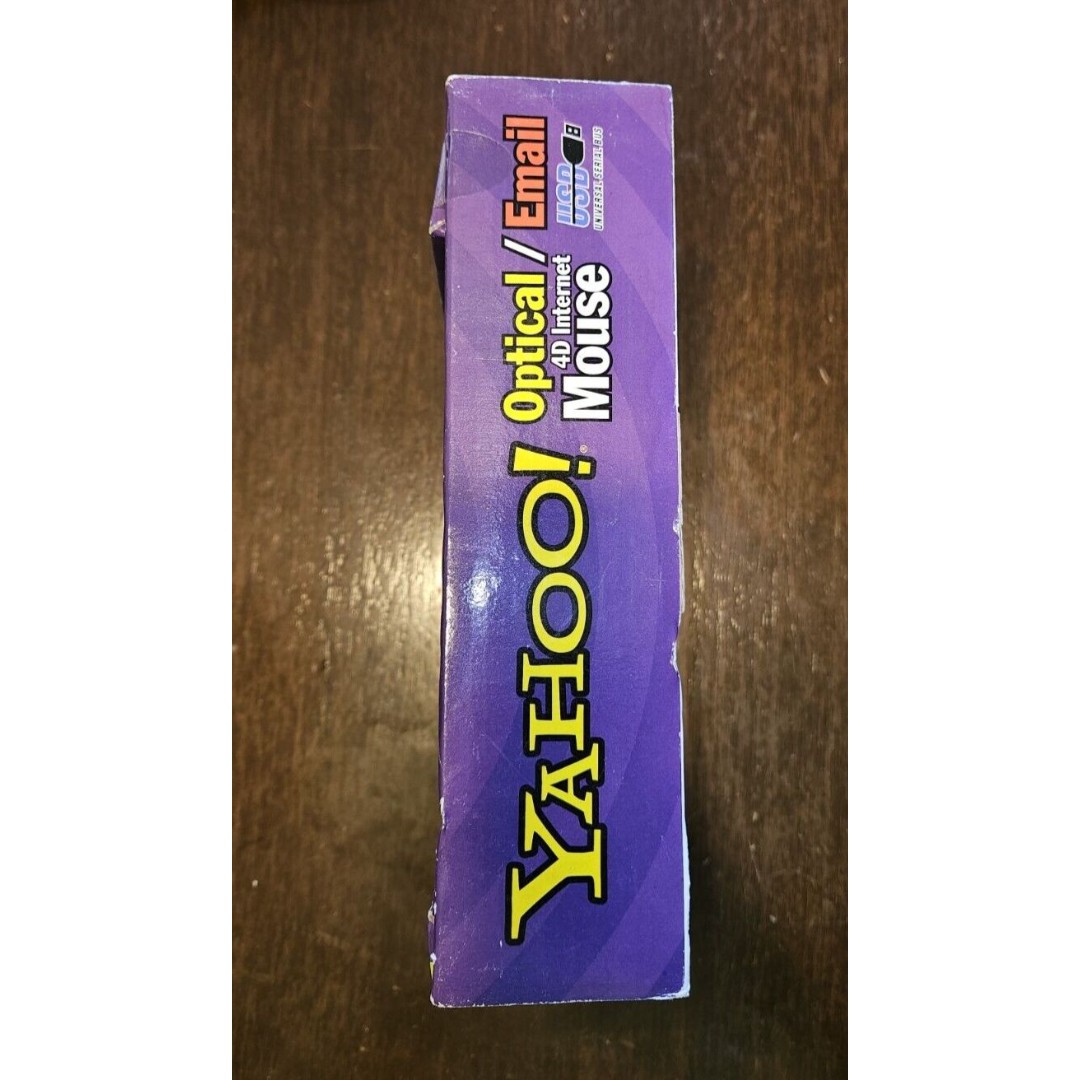 YAHOO!®
Optical / Email
4D Internet
Mouse
USB
UNIVERSAL SERIAL BUS